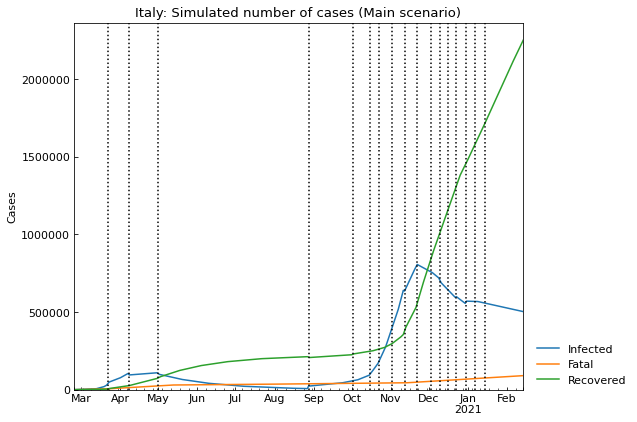 Italy: Simulated number of cases (Main scenario)
Cases
2000000
1500000
1000000
500000
0
Mar Apr May Jun Jul Aug Sep Oct Nov Dec Jan Feb
2021
Infected
Fatal
Recovered